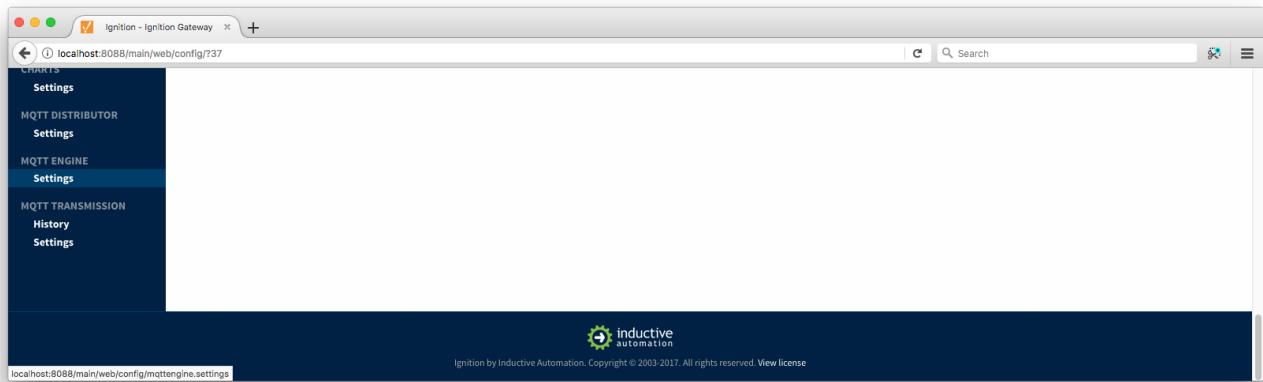 Ignition - Ignition Gateway
localhost:8088/main/web/config/?37
Search
CHARTS
Settings
MQTT DISTRIBUTOR
Settings
MQTT ENGINE
Settings
MQTT TRANSMISSION
History
Settings
inductive
automation
Ignition by Inductive Automation. Copyright © 2003-2017. All rights reserved. View license
localhost:8088/main/web/config/mqttengine.settings